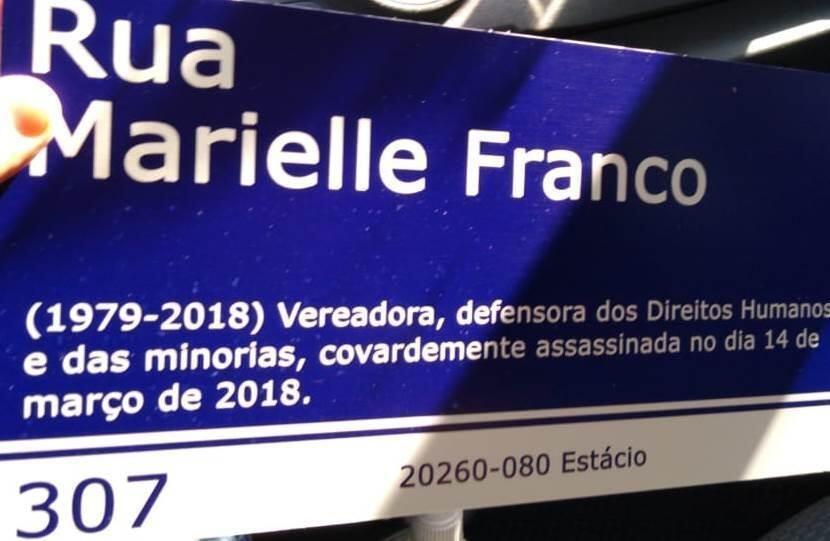 Rua
Marielle Franco
(1979-2018) Vereadora, defensora dos Direitos Humanos
e das minorias, covardemente assassinada no dia 14 de
março de 2018.
307
20260-080 Estácio